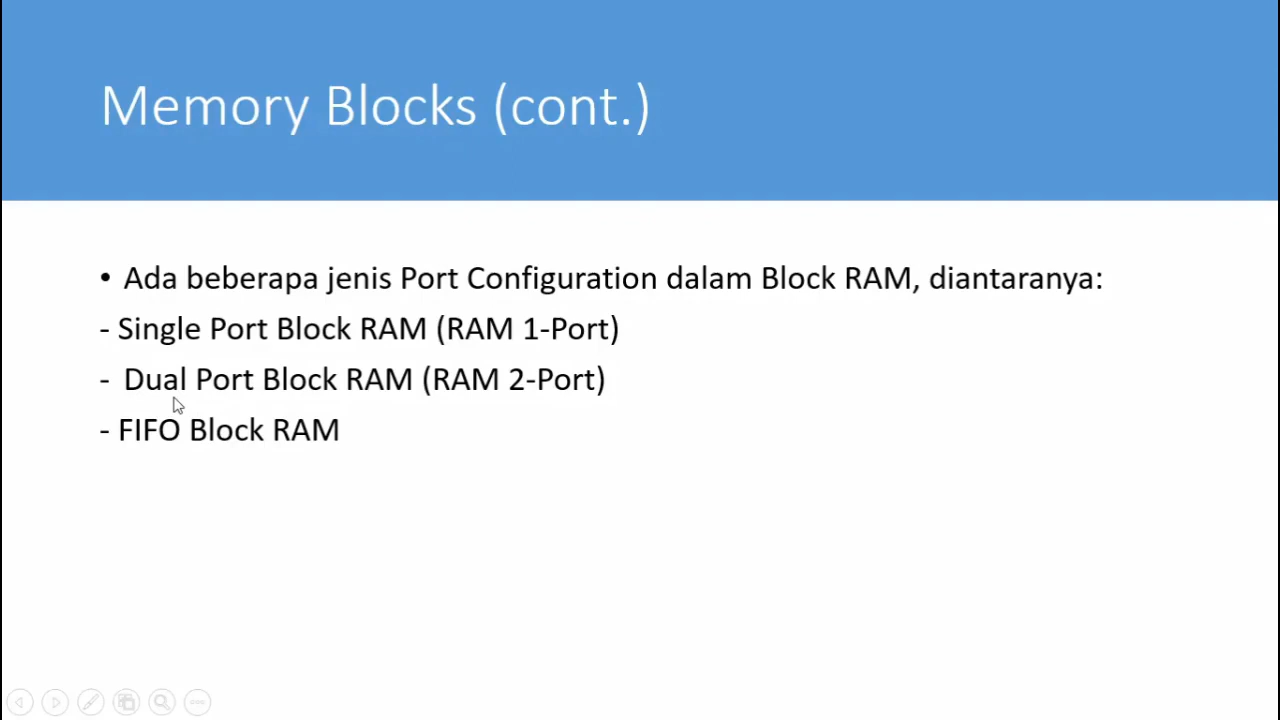 Memory Blocks (cont.)
• Ada beberapa jenis Port Configuration dalam Block RAM, diantaranya:
- Single Port Block RAM (RAM 1-Port)
- Dual Port Block RAM (RAM 2-Port)
- FIFO Block RAM